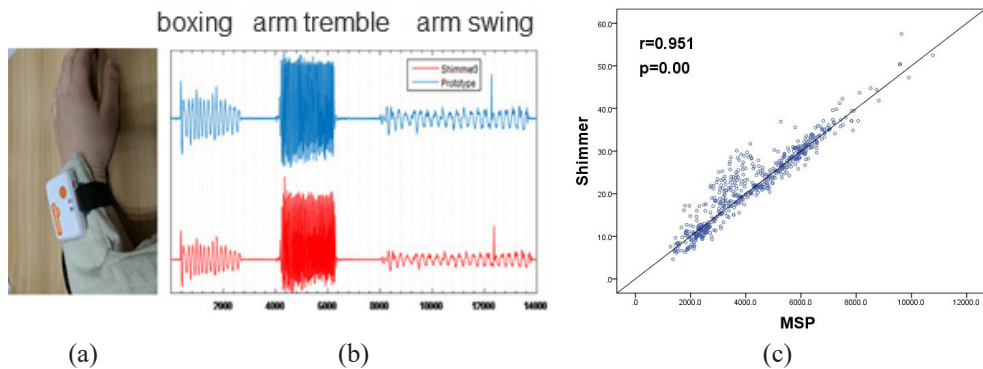 boxing arm tremble arm swing
Shimmer3
Prototype
2000 4000 6000 8000 10000 12000 14000
r=0.951
p=0.00
60.0
50.0
40.0
30.0
20.0
10.0
0
Shimmer
0 2000.0 4000.0 6000.0 8000.0 10000.0 12000.0
MSP
(a) (b) (c)